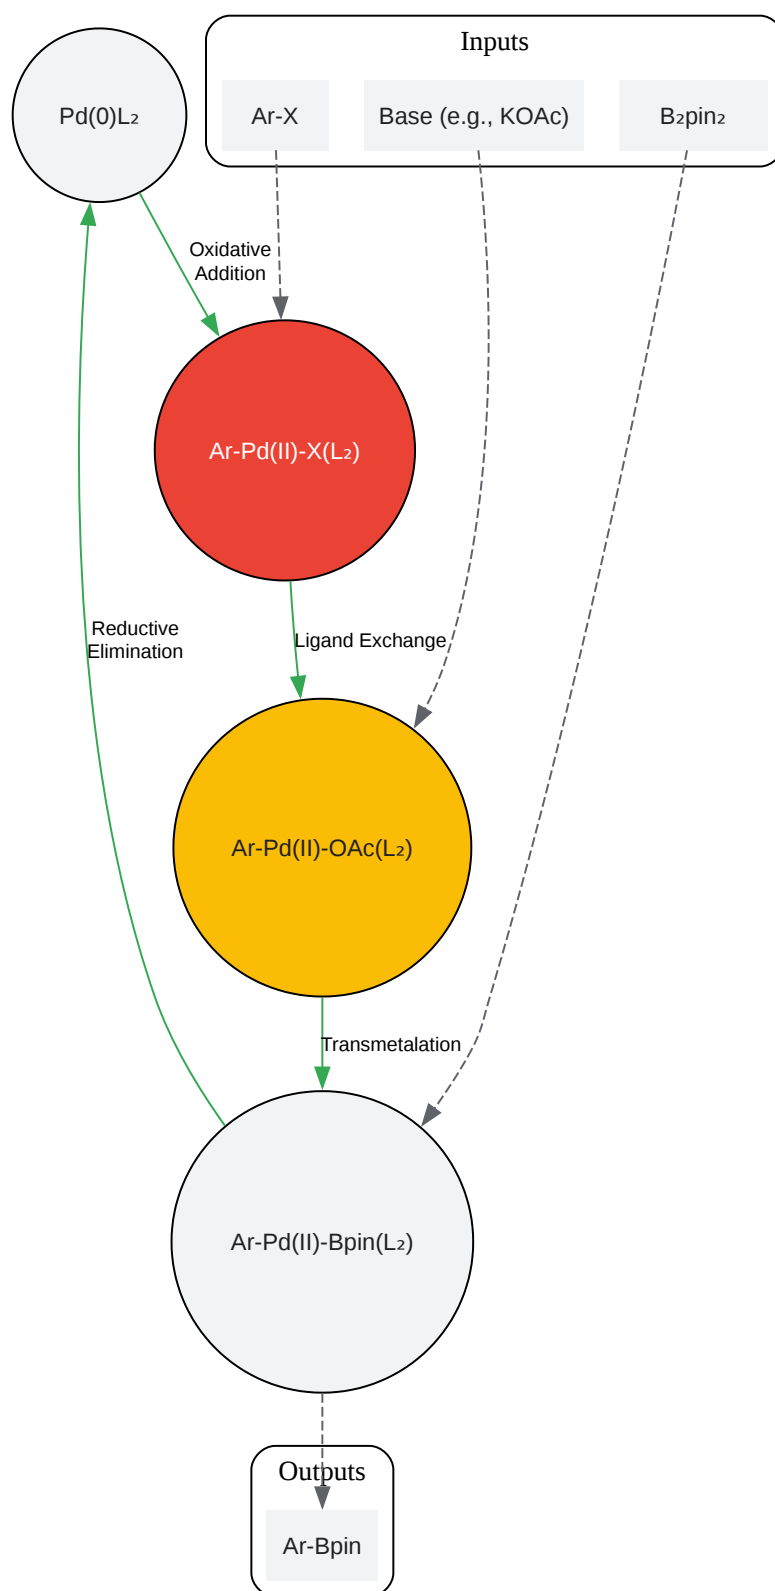 Inputs
Pd(0)L₂
Ar-X
Base (e.g., KOAc)
B₂pin₂
Oxidative
Addition
Ar-Pd(II)-X(L₂)
Reductive
Elimination
Ligand Exchange
Ar-Pd(II)-OAc(L₂)
Transmetalation
Ar-Pd(II)-Bpin(L₂)
Outputs
Ar-Bpin